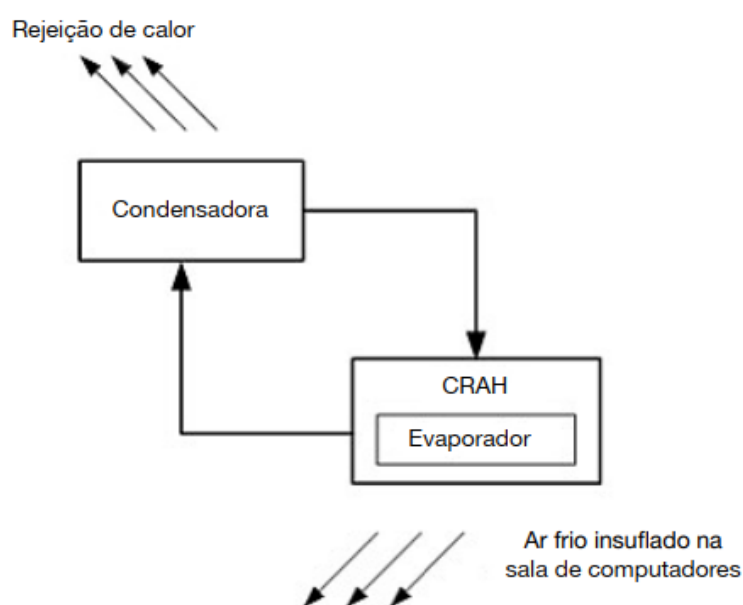 Rejeição de calor
Condensadora
CRAH
Evaporador
Ar frio insuflado na
sala de computadores